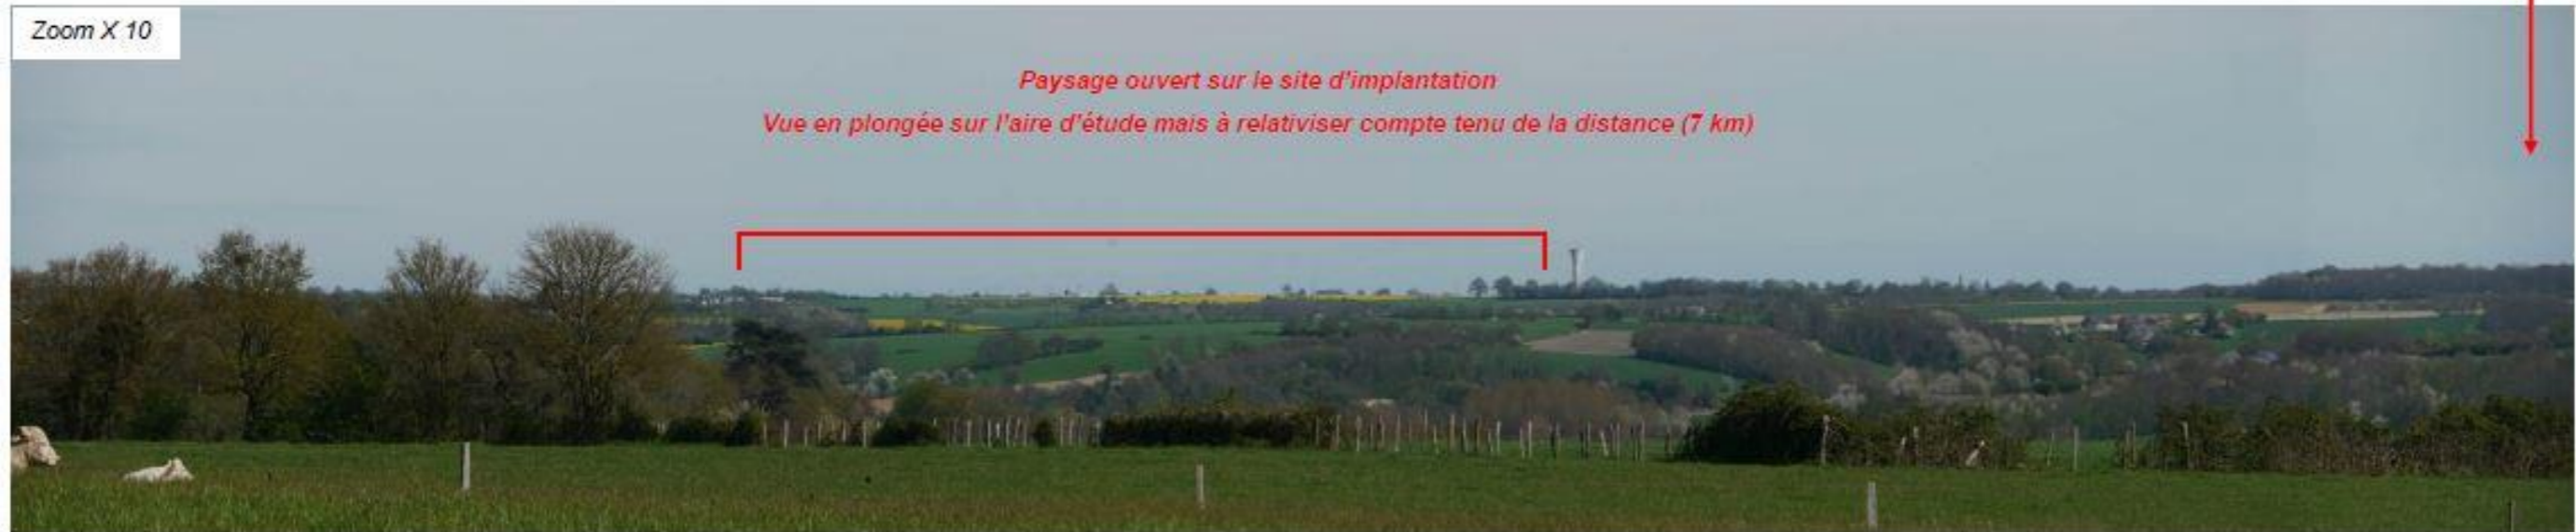 Zoom X 10
Paysage ouvert sur le site d'implantation
Vue en plongée sur l'aire d'étude mais à relativiser compte tenu de la distance (7 km)